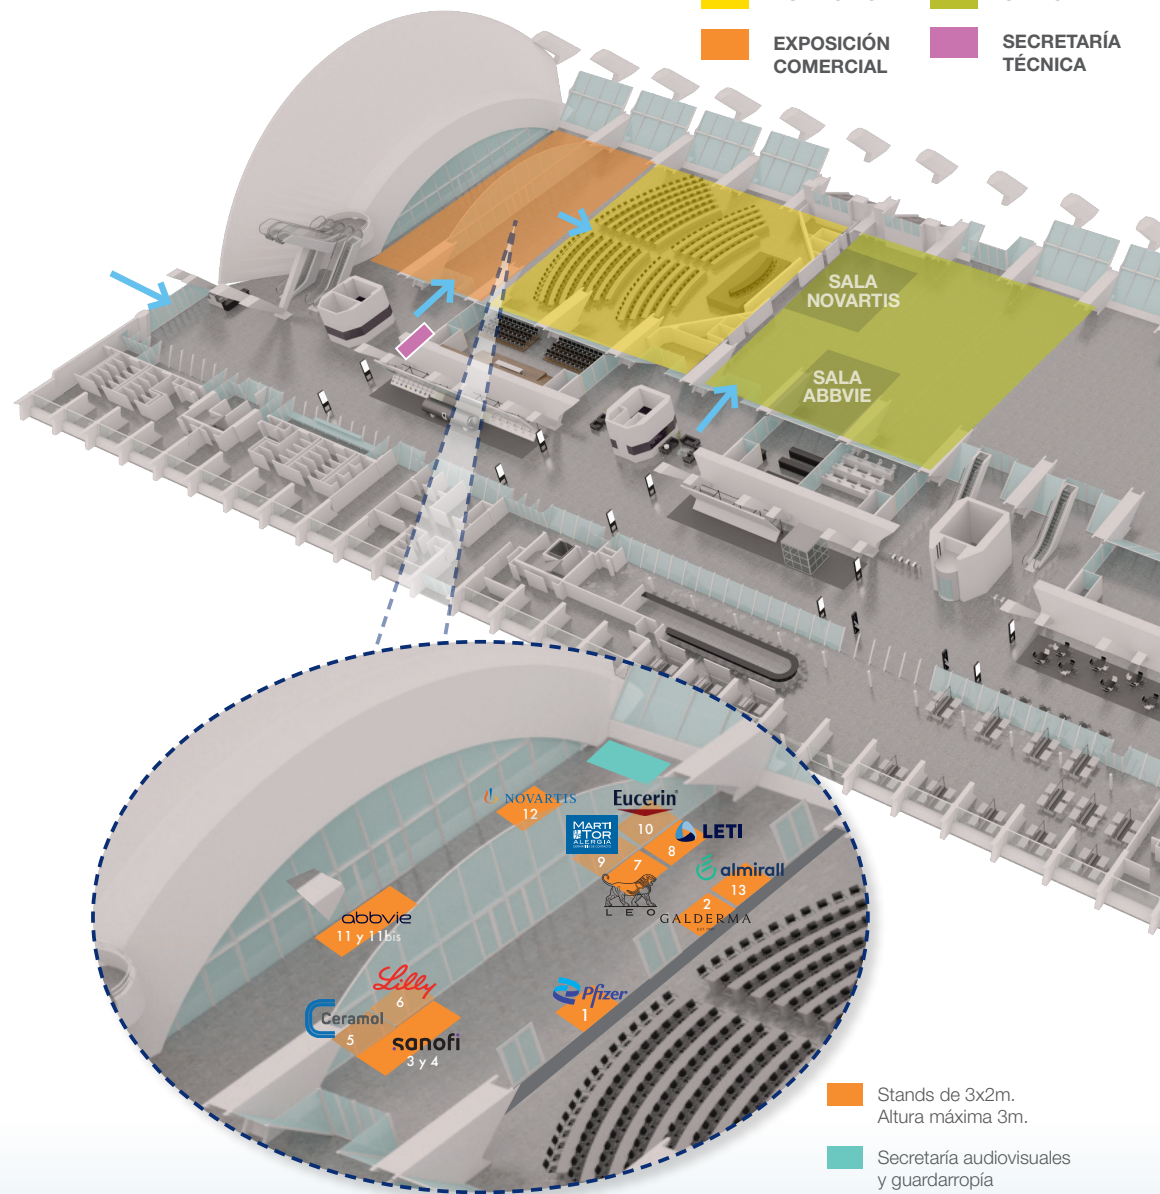 EXPOSICIÓN
COMERCIAL
SECRETARÍA
TÉCNICA
SALA
NOVARTIS
SALA
ABBVIE
NOVARTIS
12
Eucerin
10
MARTI
TOR
ALERGIA
9
LETI
8
7
LEO
almirall
13
2
GALDERMA
abbvie
11 y 11bis
Lilly
6
Ceramol
5
sanofi
3 y 4
Pfizer
1
Stands de 3x2m.
Altura máxima 3m.
Secretaría audiovisuales
y guardarropía